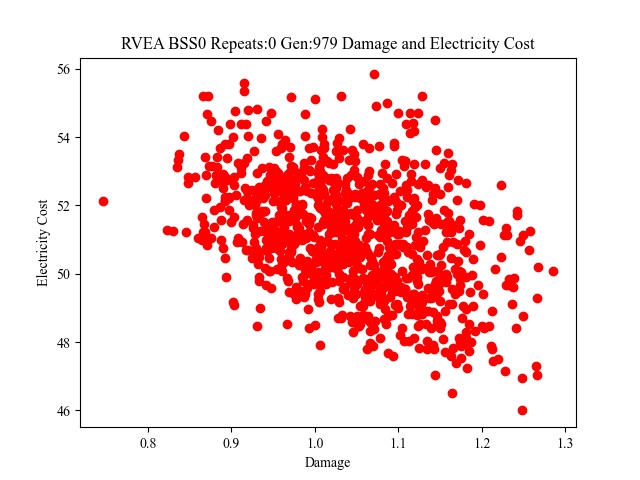 RVEA BSS0 Repeats:0 Gen:979 Damage and Electricity Cost
Electricity Cost
56
54
52
50
48
46
0.8 0.9 1.0 1.1 1.2 1.3
Damage